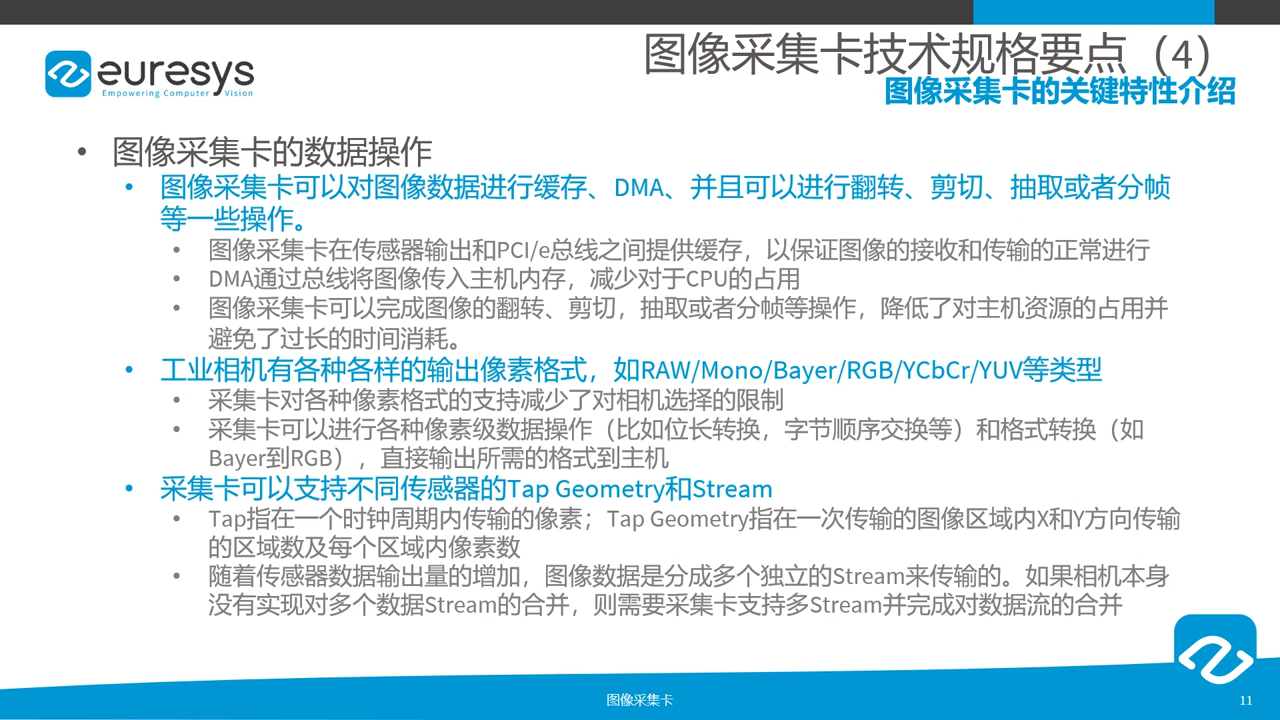 euresys
Empowering Computer Vision
图像采集卡技术规格要点（4）
图像采集卡的关键特性介绍
• 图像采集卡的数据操作
• 图像采集卡可以对图像数据进行缓存、DMA、并且可以进行翻转、剪切、抽取或者分帧
等一些操作。
• 图像采集卡在传感器输出和PCI/e总线之间提供缓存，以保证图像的接收和传输的正常进行
• DMA通过总线将图像传入主机内存，减少对于CPU的占用
• 图像采集卡可以完成图像的翻转、剪切，抽取或者分帧等操作，降低了对主机资源的占用并
避免了过长的时间消耗。
• 工业相机有各种各样的输出像素格式，如RAW/Mono/Bayer/RGB/YCbCr/YUV等类型
• 采集卡对各种像素格式的支持减少了对相机选择的限制
• 采集卡可以进行各种像素级数据操作（比如位长转换，字节顺序交换等）和格式转换（如
Bayer到RGB），直接输出所需的格式到主机
• 采集卡可以支持不同传感器的Tap Geometry和Stream
• Tap指在一个时钟周期内传输的像素；Tap Geometry指在一次传输的图像区域内X和Y方向传输
的区域数及每个区域内像素数
• 随着传感器数据输出量的增加，图像数据是分成多个独立的Stream来传输的。如果相机本身
没有实现对多个数据Stream的合并，则需要采集卡支持多Stream并完成对数据流的合并
图像采集卡
11